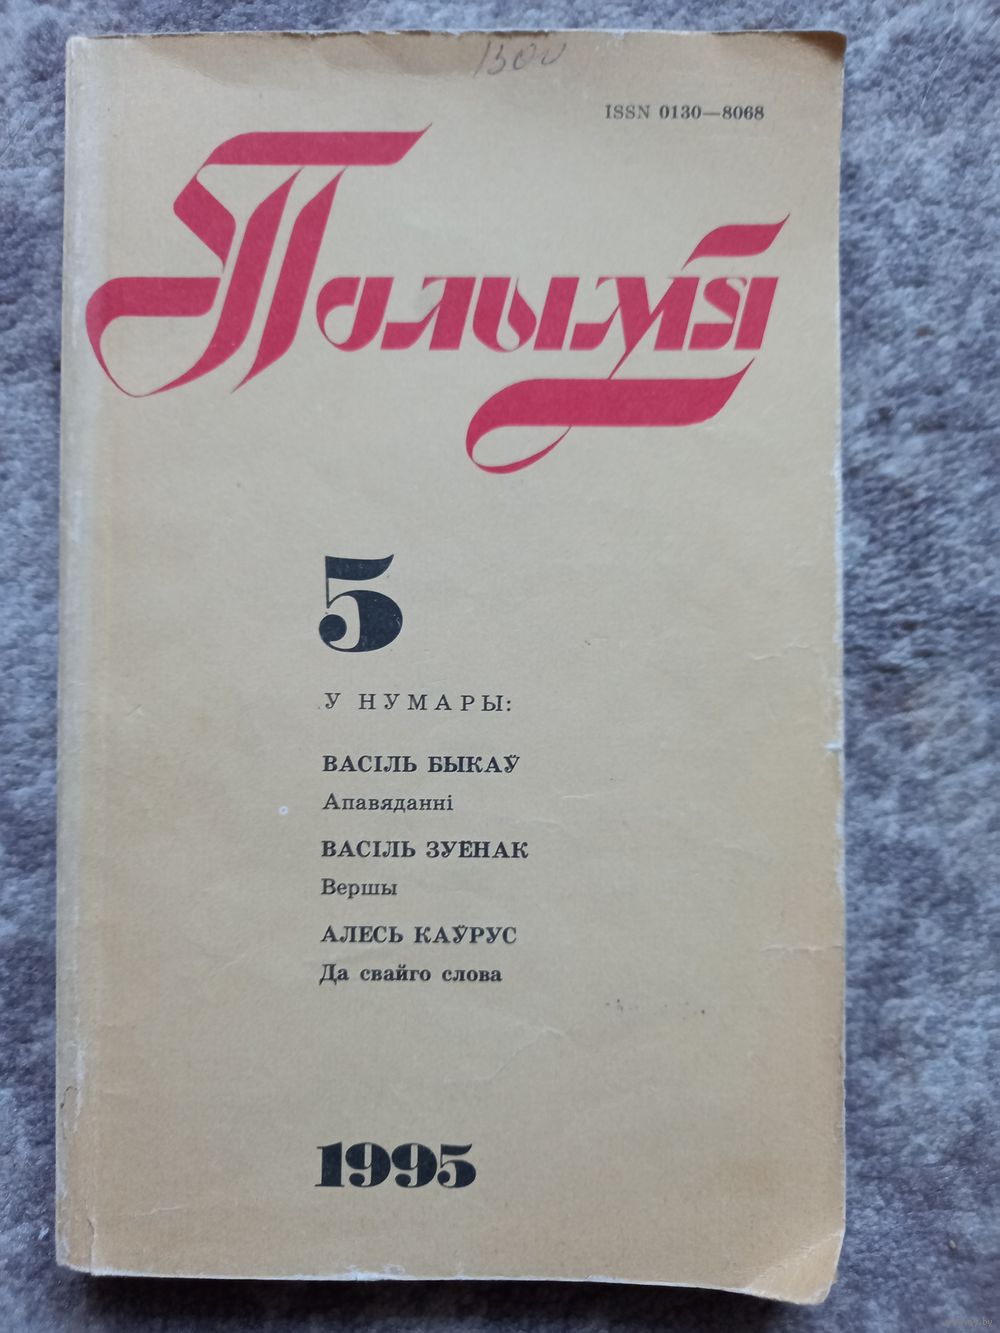 1300
ISSN 0130—8068
Полымя
5
У НУМАРЫ:
ВАСІЛЬ БЫКАЎ
Апавяданні
ВАСІЛЬ ЗУЁНАК
Вершы
АЛЕСЬ КАЎРУС
Да свайго слова
1995